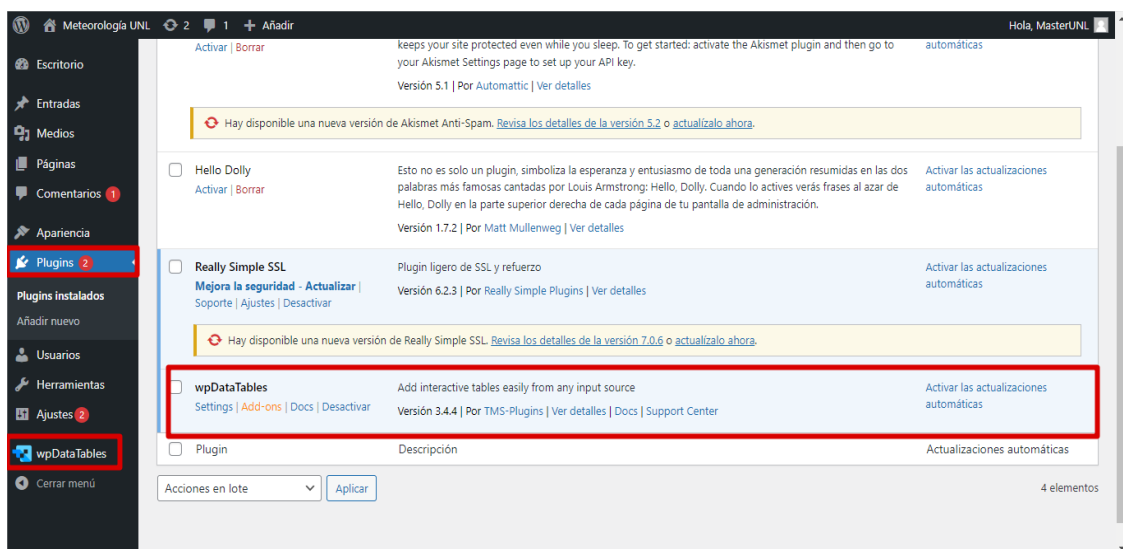 Meteorología UNL 2 1 Añadir Hola, MasterUNL
Escritorio
Entradas
Medios
Páginas
Comentarios 1
Apariencia
Plugins 2
Plugins instalados
Añadir nuevo
Usuarios
Herramientas
Ajustes 2
wpDataTables
Cerrar menú
Activar | Borrar
keeps your site protected even while you sleep. To get started: activate the Akismet plugin and then go to
your Akismet Settings page to set up your API key.
Versión 5.1 | Por Automattic | Ver detalles
automáticas
Hay disponible una nueva versión de Akismet Anti-Spam. Revisa los detalles de la versión 5.2 o actualízalo ahora.
Hello Dolly
Activar | Borrar
Esto no es solo un plugin, simboliza la esperanza y entusiasmo de toda una generación resumidas en las dos
palabras más famosas cantadas por Louis Armstrong: Hello, Dolly. Cuando lo actives verás frases al azar de
Hello, Dolly en la parte superior derecha de cada página de tu pantalla de administración.
Versión 1.7.2 | Por Matt Mullenweg | Ver detalles
Activar las actualizaciones
automáticas
Really Simple SSL
Mejora la seguridad - Actualizar |
Soporte | Ajustes | Desactivar
Plugin ligero de SSL y refuerzo
Versión 6.2.3 | Por Really Simple Plugins | Ver detalles
Activar las actualizaciones
automáticas
Hay disponible una nueva versión de Really Simple SSL. Revisa los detalles de la versión 7.0.6 o actualízalo ahora.
wpDataTables
Settings | Add-ons | Docs | Desactivar
Add interactive tables easily from any input source
Versión 3.4.4 | Por TMS-Plugins | Ver detalles | Docs | Support Center
Activar las actualizaciones
automáticas
Plugin Descripción Actualizaciones automáticas
Acciones en lote Aplicar 4 elementos